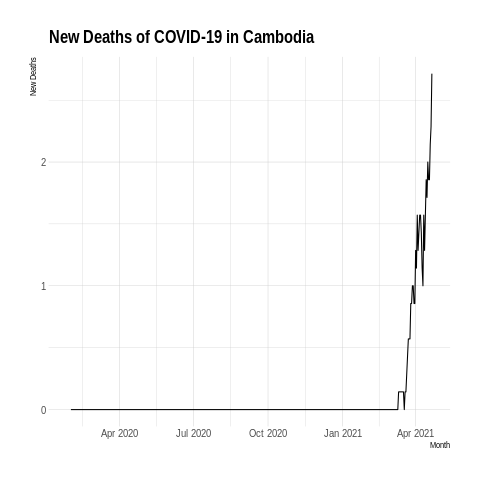 New Deaths of COVID-19 in Cambodia
New Deaths
2
1
0
Apr 2020 Jul 2020 Oct 2020 Jan 2021 Apr 2021
Month